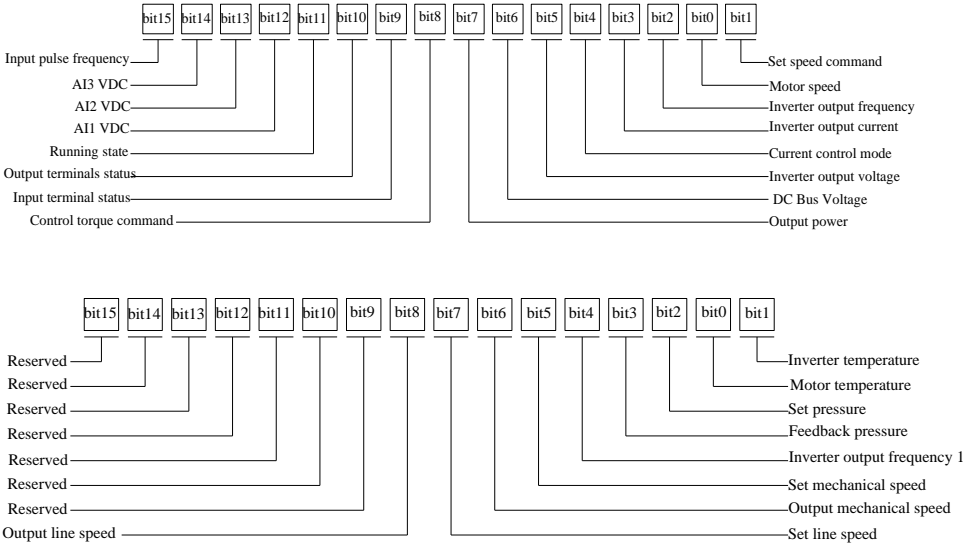 bit15 bit14 bit13 bit12 bit11 bit10 bit9 bit8 bit7 bit6 bit5 bit4 bit3 bit2 bit0 bit1
Input pulse frequency
AI3 VDC
AI2 VDC
AI1 VDC
Running state
Output terminals status
Input terminal status
Control torque command
Set speed command
Motor speed
Inverter output frequency
Inverter output current
Current control mode
Inverter output voltage
DC Bus Voltage
Output power
bit15 bit14 bit13 bit12 bit11 bit10 bit9 bit8 bit7 bit6 bit5 bit4 bit3 bit2 bit0 bit1
Reserved
Reserved
Reserved
Reserved
Reserved
Reserved
Reserved
Output line speed
Inverter temperature
Motor temperature
Set pressure
Feedback pressure
Inverter output frequency 1
Set mechanical speed
Output mechanical speed
Set line speed